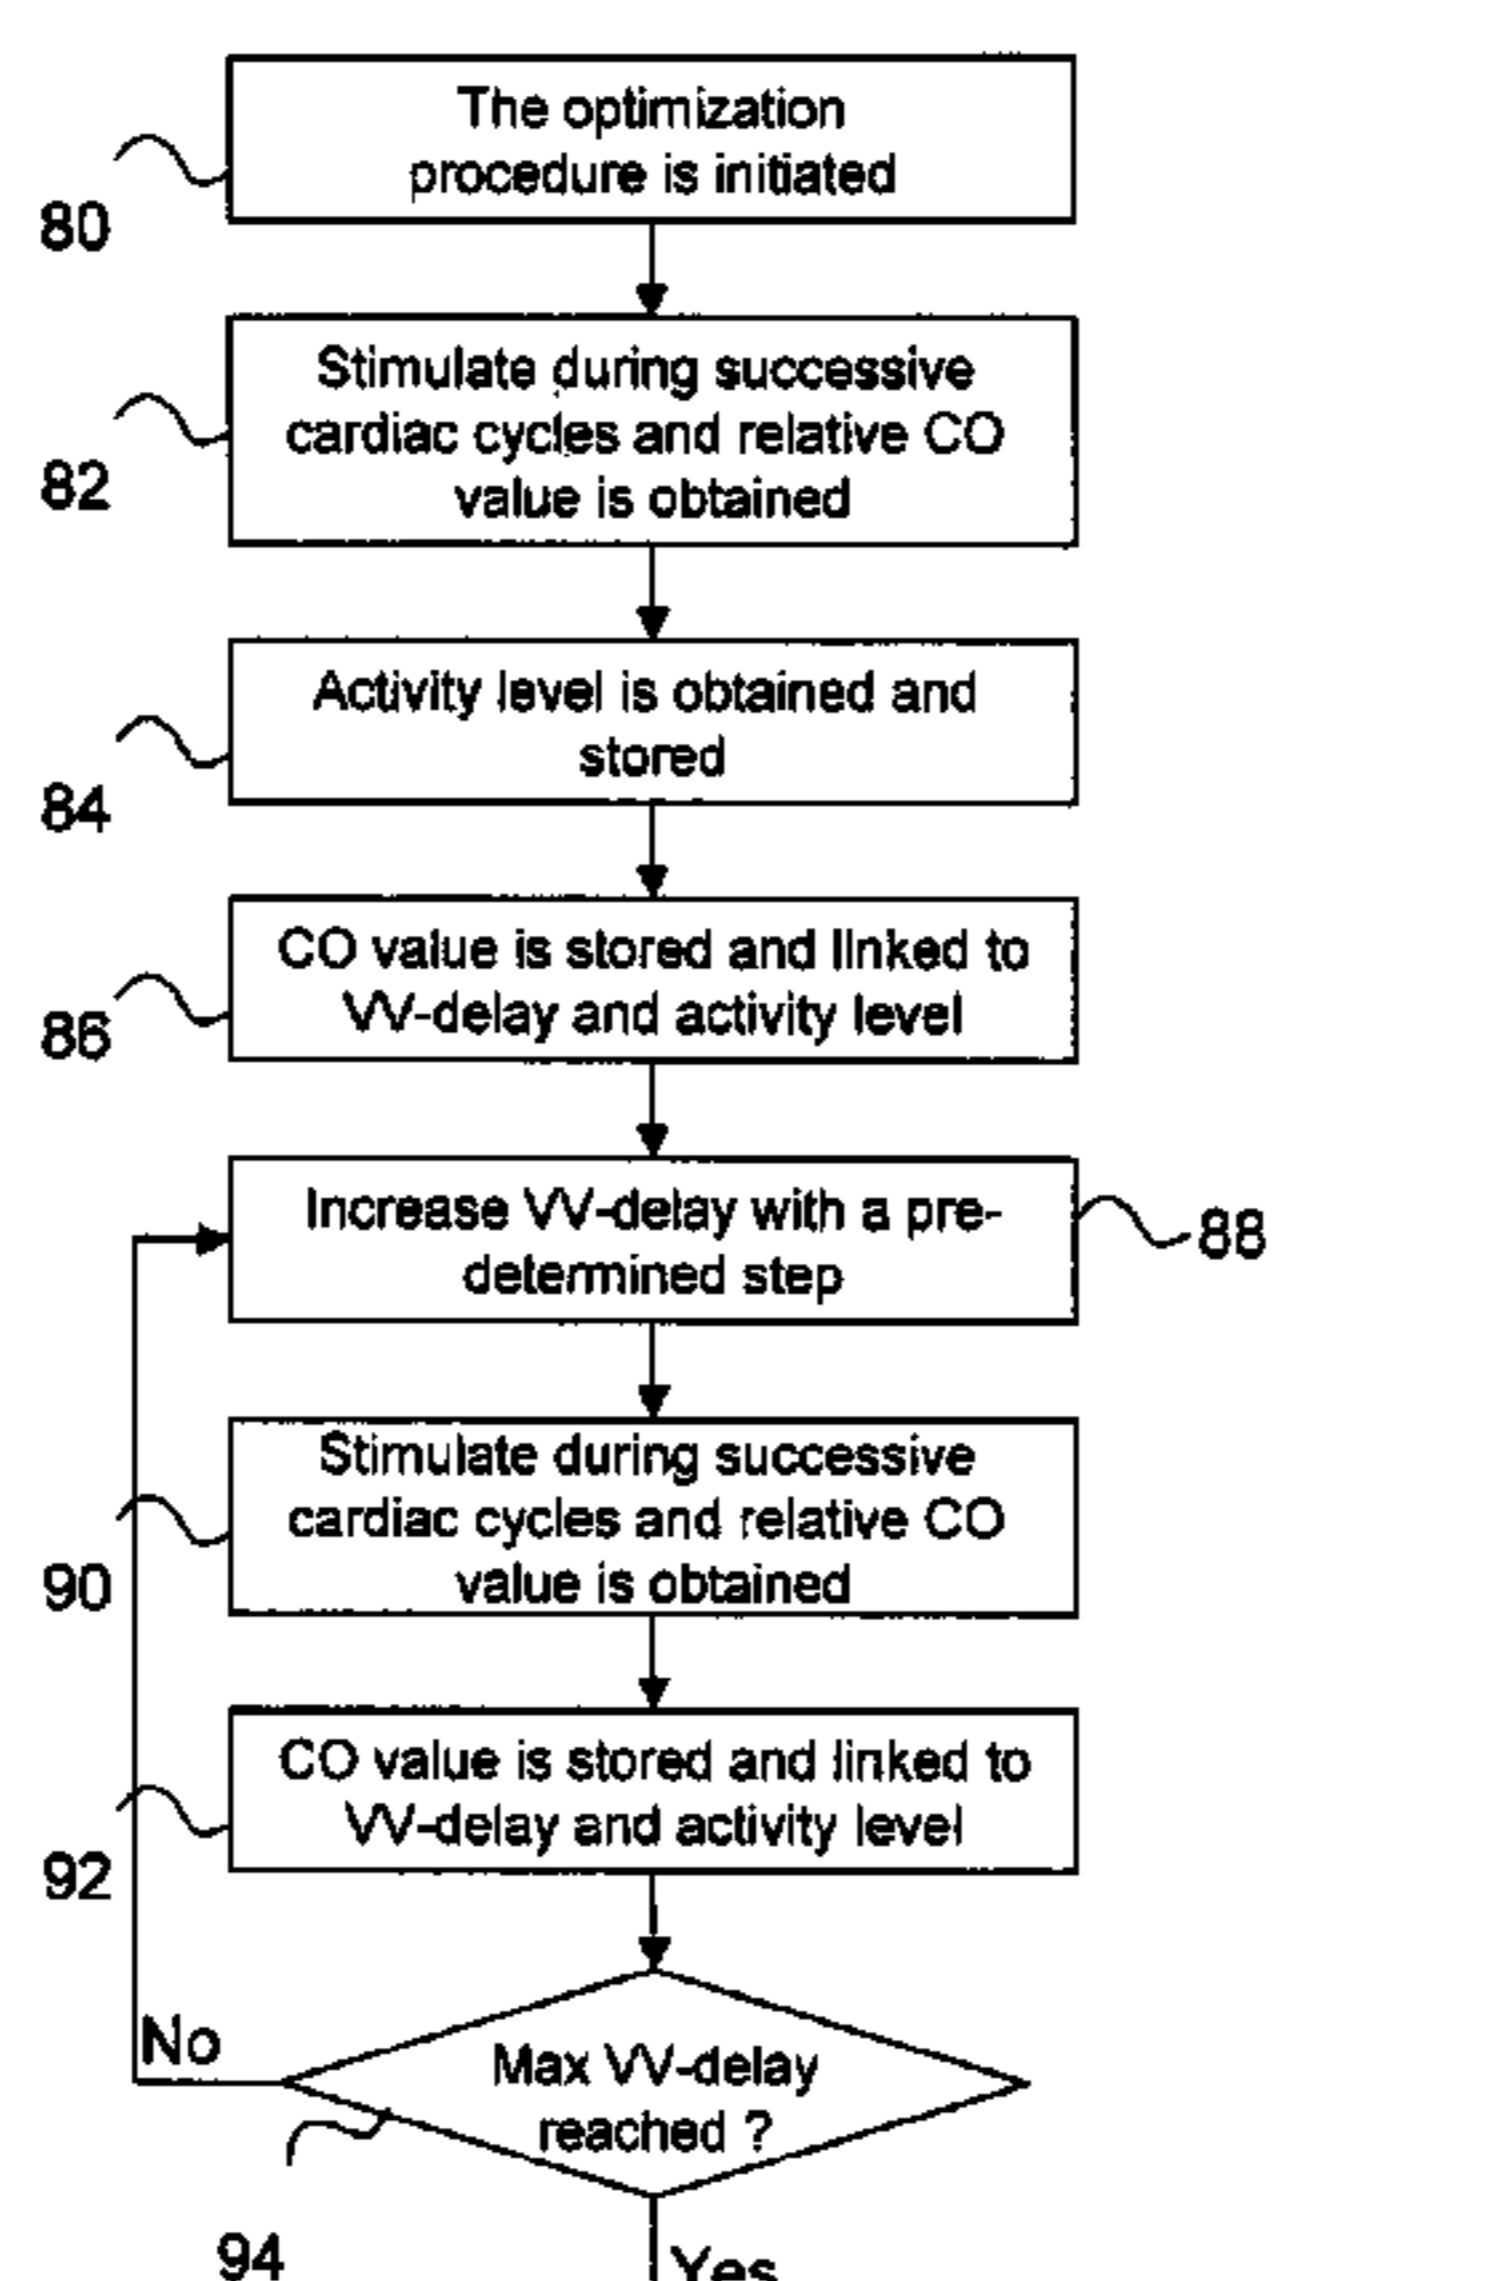 The optimization
procedure is initiated
80
Stimulate during successive
cardiac cycles and relative CO
value is obtained
82
Activity level is obtained and
stored
84
CO value is stored and linked to
VV-delay and activity level
86
Increase VV-delay with a pre-
determined step
88
Stimulate during successive
cardiac cycles and relative CO
value is obtained
90
CO value is stored and linked to
VV-delay and activity level
92
No
Max VV-delay
reached ?
94
Yes